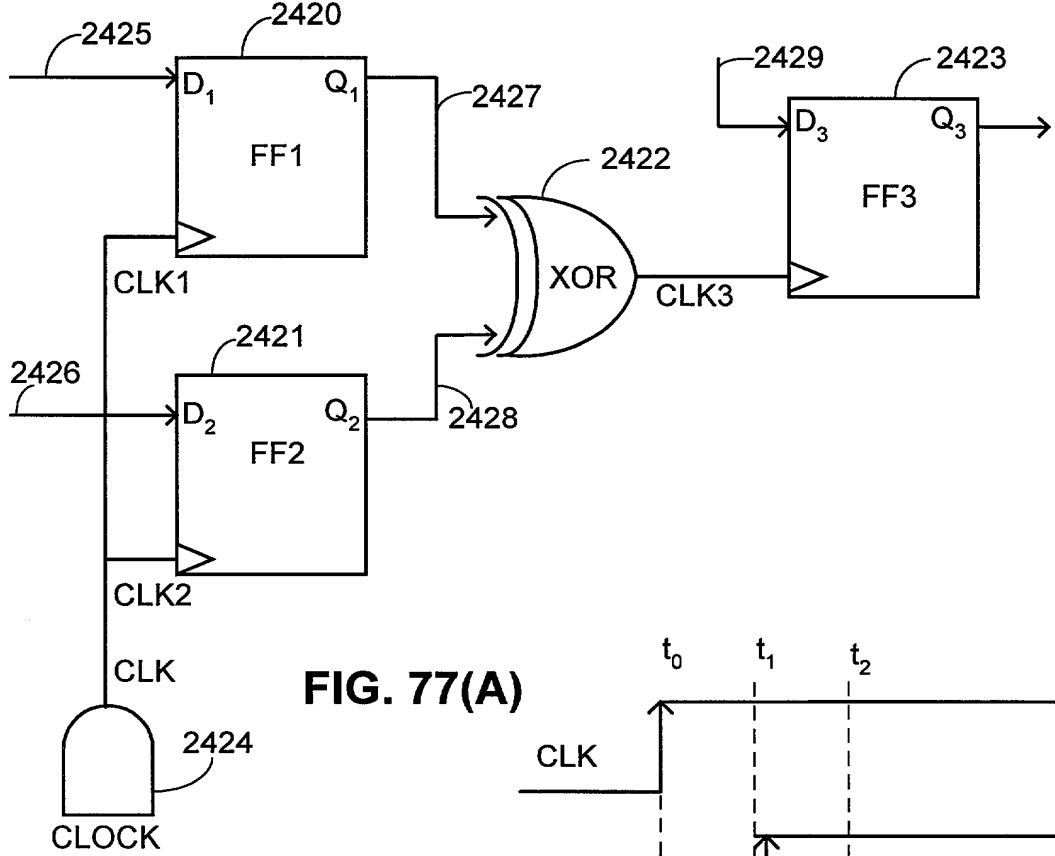 2425
2420
2429
2423
D1
Q1
2427
D3
Q3
FF1
2422
FF3
XOR
CLK1
CLK3
2421
2426
D2
Q2
2428
FF2
CLK2
t0
t1
t2
CLK
FIG. 77(A)
2424
CLK
CLOCK